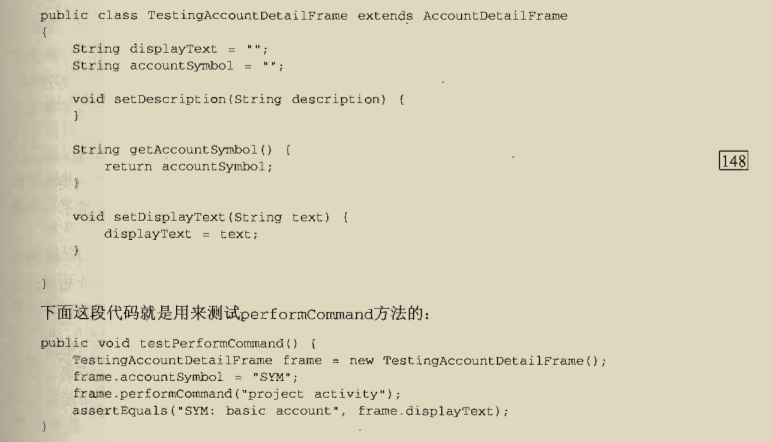 public class TestingAccountDetailFrame extends AccountDetailFrame
{
    String displayText = "";
    String accountSymbol = "";

    void setDescription(String description) {
    }

    String getAccountSymbol() {
        return accountSymbol;
    }
148

    void setDisplayText(String text) {
        displayText = text;
    }

}
下面这段代码就是用来测试performCommand方法的:
public void testPerformCommand() {
    TestingAccountDetailFrame frame = new TestingAccountDetailFrame();
    frame.accountSymbol = "SYM";
    frame.performCommand("project activity");
    assertEquals("SYM: basic account", frame.displayText);
}